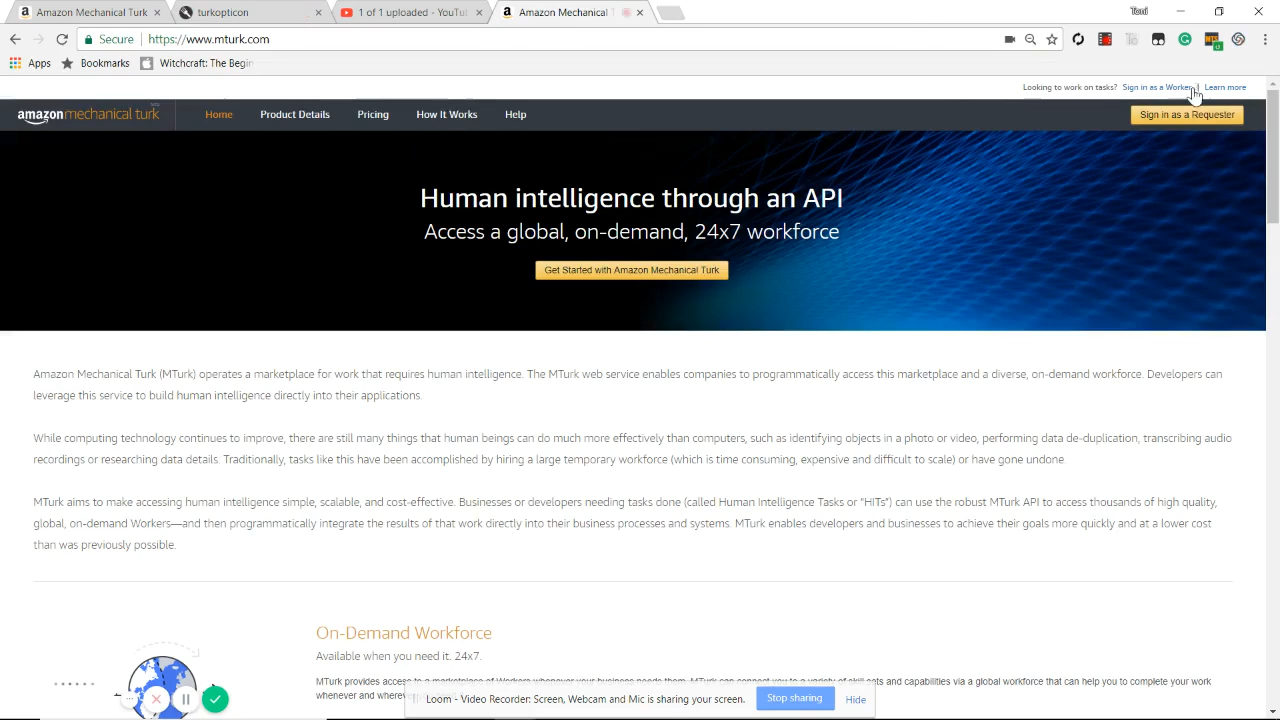 Amazon Mechanical Turk
turkopticon
1 of 1 uploaded - YouTu
Amazon Mechanical
Toni
Secure
https://www.mturk.com
Apps
Bookmarks
Witchcraft: The Begin
Looking to work on tasks? Sign in as a Worker | Learn more
amazonmechanical turk
Home
Product Details
Pricing
How It Works
Help
Sign in as a Requester
Human intelligence through an API
Access a global, on-demand, 24x7 workforce
Get Started with Amazon Mechanical Turk
Amazon Mechanical Turk (MTurk) operates a marketplace for work that requires human intelligence. The MTurk web service enables companies to programmatically access this marketplace and a diverse, on-demand workforce. Developers can
leverage this service to build human intelligence directly into their applications.
While computing technology continues to improve, there are still many things that human beings can do much more effectively than computers, such as identifying objects in a photo or video, performing data de-duplication, transcribing audio
recordings or researching data details. Traditionally, tasks like this have been accomplished by hiring a large temporary workforce (which is time consuming, expensive and difficult to scale) or have gone undone.
MTurk aims to make accessing human intelligence simple, scalable, and cost-effective. Businesses or developers needing tasks done (called Human Intelligence Tasks or "HITs") can use the robust MTurk API to access thousands of high quality,
global, on-demand Workers—and then programmatically integrate the results of that work directly into their business processes and systems. MTurk enables developers and businesses to achieve their goals more quickly and at a lower cost
than was previously possible.
On-Demand Workforce
Available when you need it. 24x7.
MTurk provides access to a marketplace of Workers whenever your business needs them. MTurk can connect you to a variety of skill sets and capabilities via a global workforce that can help you to complete your work
whenever and wherever
Loom - Video Recorder: Screen, Webcam and Mic is sharing your screen.
Stop sharing
Hide